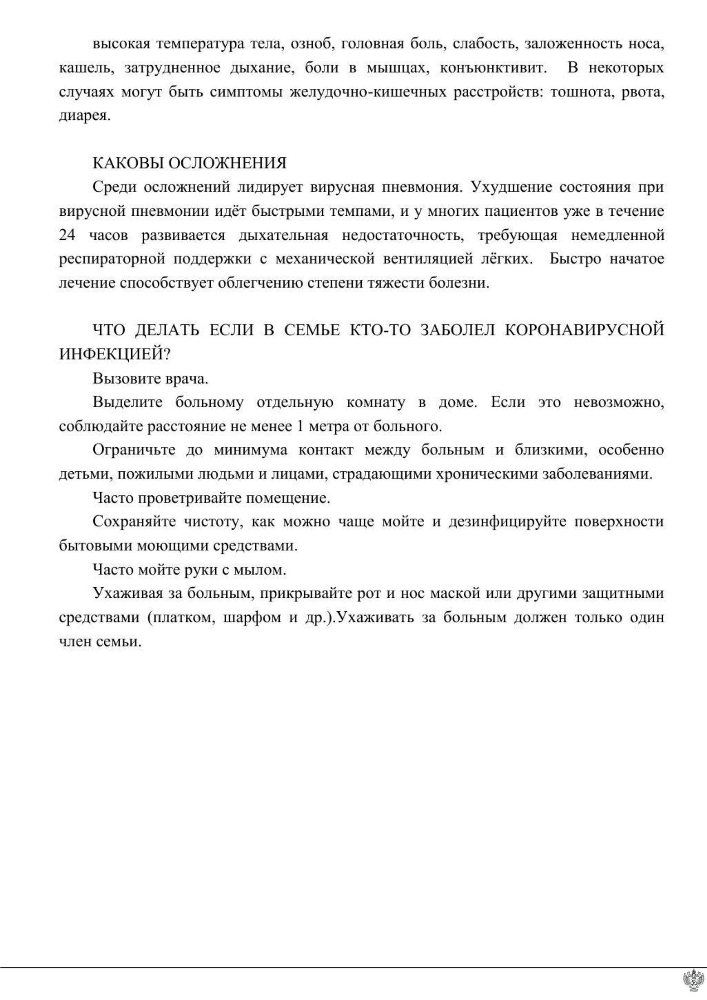 высокая температура тела, озноб, головная боль, слабость, заложенность носа,
кашель, затрудненное дыхание, боли в мышцах, конъюнктивит. В некоторых
случаях могут быть симптомы желудочно-кишечных расстройств: тошнота, рвота,
диарея.
КАКОВЫ ОСЛОЖНЕНИЯ
Среди осложнений лидирует вирусная пневмония. Ухудшение состояния при
вирусной пневмонии идёт быстрыми темпами, и у многих пациентов уже в течение
24 часов развивается дыхательная недостаточность, требующая немедленной
респираторной поддержки с механической вентиляцией лёгких. Быстро начатое
лечение способствует облегчению степени тяжести болезни.
ЧТО ДЕЛАТЬ ЕСЛИ В СЕМЬЕ КТО-ТО ЗАБОЛЕЛ КОРОНАВИРУСНОЙ
ИНФЕКЦИЕЙ?
Вызовите врача.
Выделите больному отдельную комнату в доме. Если это невозможно,
соблюдайте расстояние не менее 1 метра от больного.
Ограничьте до минимума контакт между больным и близкими, особенно
детьми, пожилыми людьми и лицами, страдающими хроническими заболеваниями.
Часто проветривайте помещение.
Сохраняйте чистоту, как можно чаще мойте и дезинфицируйте поверхности
бытовыми моющими средствами.
Часто мойте руки с мылом.
Ухаживая за больным, прикрывайте рот и нос маской или другими защитными
средствами (платком, шарфом и др.).Ухаживать за больным должен только один
член семьи.